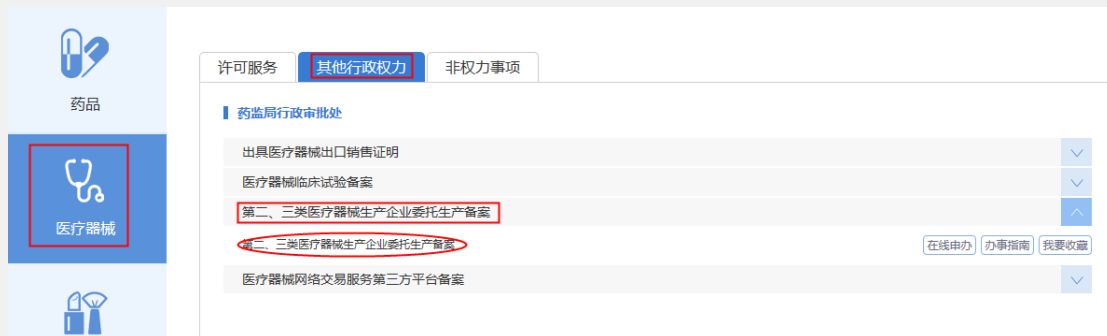 药品
医疗器械
许可服务 其他行政权力 非权力事项
药监局行政审批处
出具医疗器械出口销售证明
医疗器械临床试验备案
第二、三类医疗器械生产企业委托生产备案
第二、三类医疗器械生产企业委托生产备案 在线申办 办事指南 我要收藏
医疗器械网络交易服务第三方平台备案